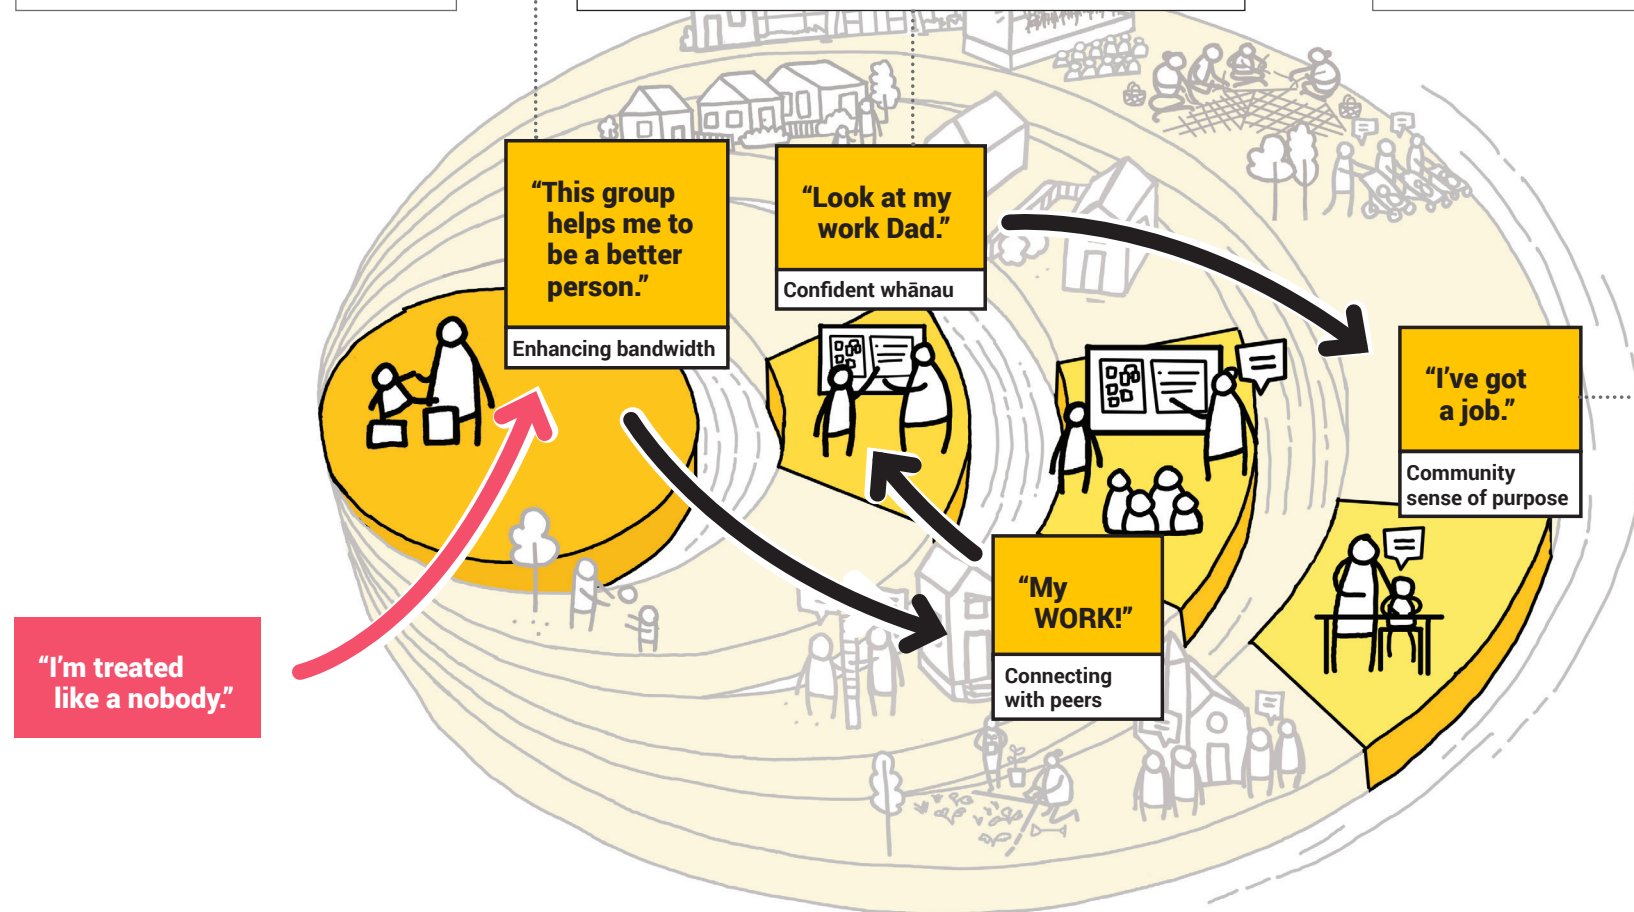 “This group
helps me to
be a better
person.”
Enhancing bandwidth
“Look at my
work Dad.”
Confident whānau
“I’ve got
a job.”
Community
sense of purpose
“My
WORK!”
Connecting
with peers
“I’m treated
like a nobody.”